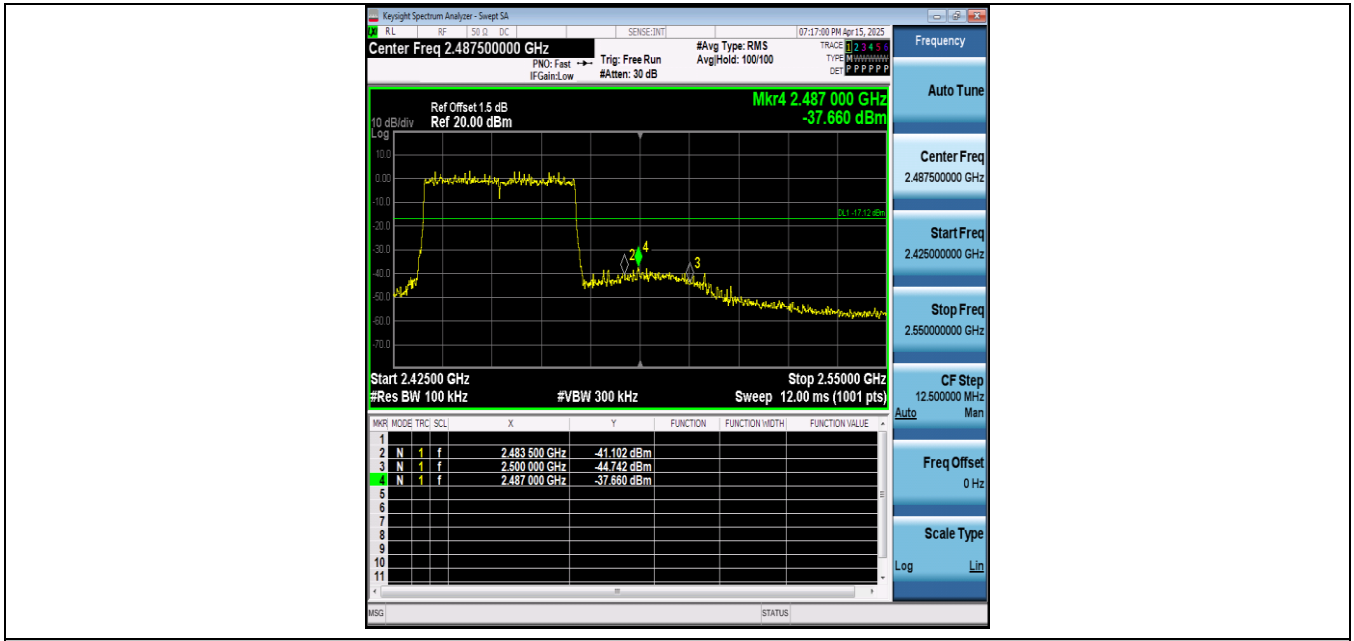 Keysight Spectrum Analyzer - Swept SA
RL RF 50 Ω DC SENSE:INT 07:17:00 PM Apr 15, 2025
Center Freq 2.487500000 GHz
PNO: Fast
IFGain:Low
Trig: Free Run
#Atten: 30 dB
#Avg Type: RMS
Avg|Hold: 100/100
TRACE 1 2 3 4 5 6
TYPE M WWWWW
DET P P P P P P
Mkr4 2.487 000 GHz
-37.660 dBm
Ref Offset 1.5 dB
10 dB/div Ref 20.00 dBm
Log
10.0
0.00
-10.0
DL1 -17.12 dBm
-20.0
-30.0
2 4
3
-40.0
-50.0
-60.0
-70.0
Start 2.42500 GHz Stop 2.55000 GHz
#Res BW 100 kHz #VBW 300 kHz Sweep 12.00 ms (1001 pts)
MKR MODE TRC SCL X Y FUNCTION FUNCTION WIDTH FUNCTION VALUE
1
2 N 1 f 2.483 500 GHz -41.102 dBm
3 N 1 f 2.500 000 GHz -44.742 dBm
4 N 1 f 2.487 000 GHz -37.660 dBm
5
6
7
8
9
10
11
MSG STATUS
Frequency
Auto Tune
Center Freq
2.487500000 GHz
Start Freq
2.425000000 GHz
Stop Freq
2.550000000 GHz
CF Step
12.500000 MHz
Auto Man
Freq Offset
0 Hz
Scale Type
Log Lin